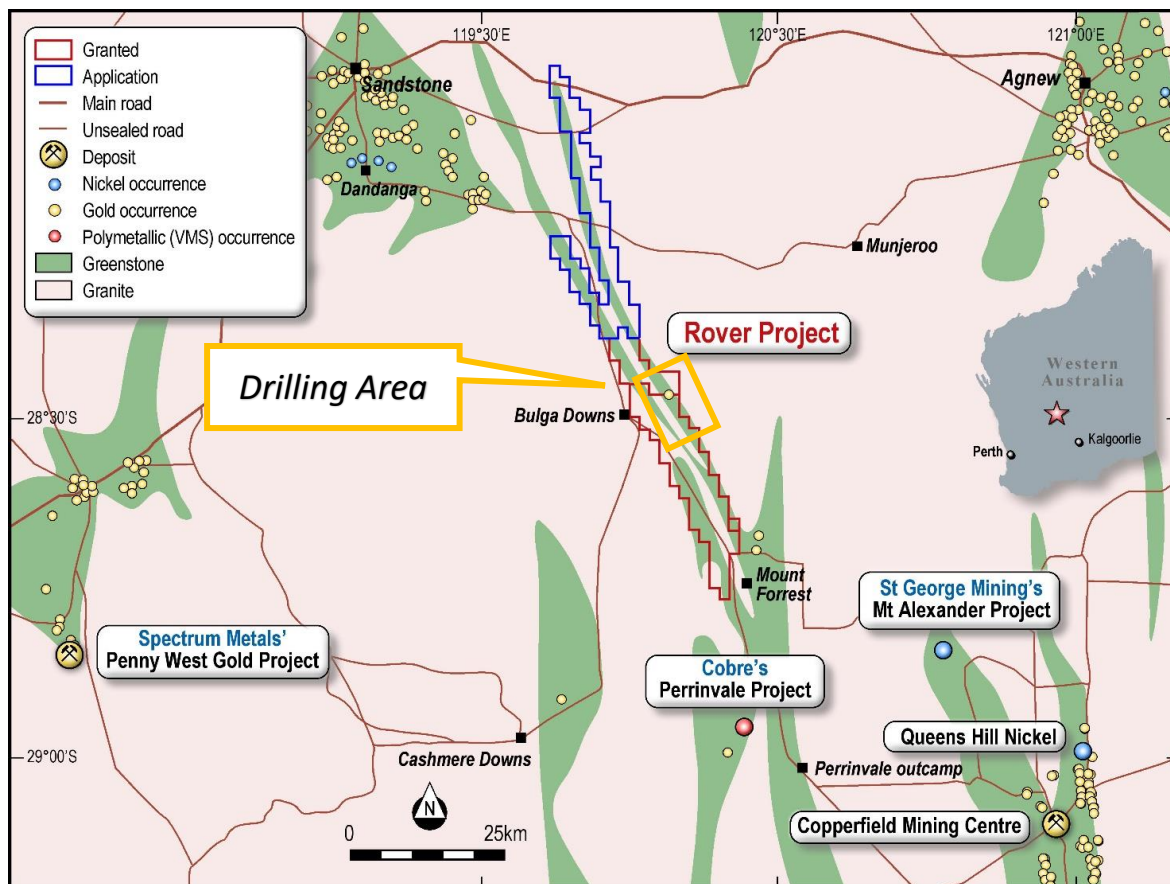 119°30'E
120°30'E
121°00'E
Granted
Application
Main road
Unsealed road
Deposit
Nickel occurrence
Gold occurrence
Polymetallic (VMS) occurrence
Greenstone
Granite
Sandstone
Agnew
Dandanga
Munjeroo
Rover Project
Western
Australia
Drilling Area
28°30'S
Bulga Downs
Kalgoorlie
Perth
Mount
Forrest
St George Mining's
Mt Alexander Project
Spectrum Metals'
Penny West Gold Project
Cobre's
Perrinvale Project
Queens Hill Nickel
29°00'S
Cashmere Downs
Perrinvale outcamp
N
0
25km
Copperfield Mining Centre